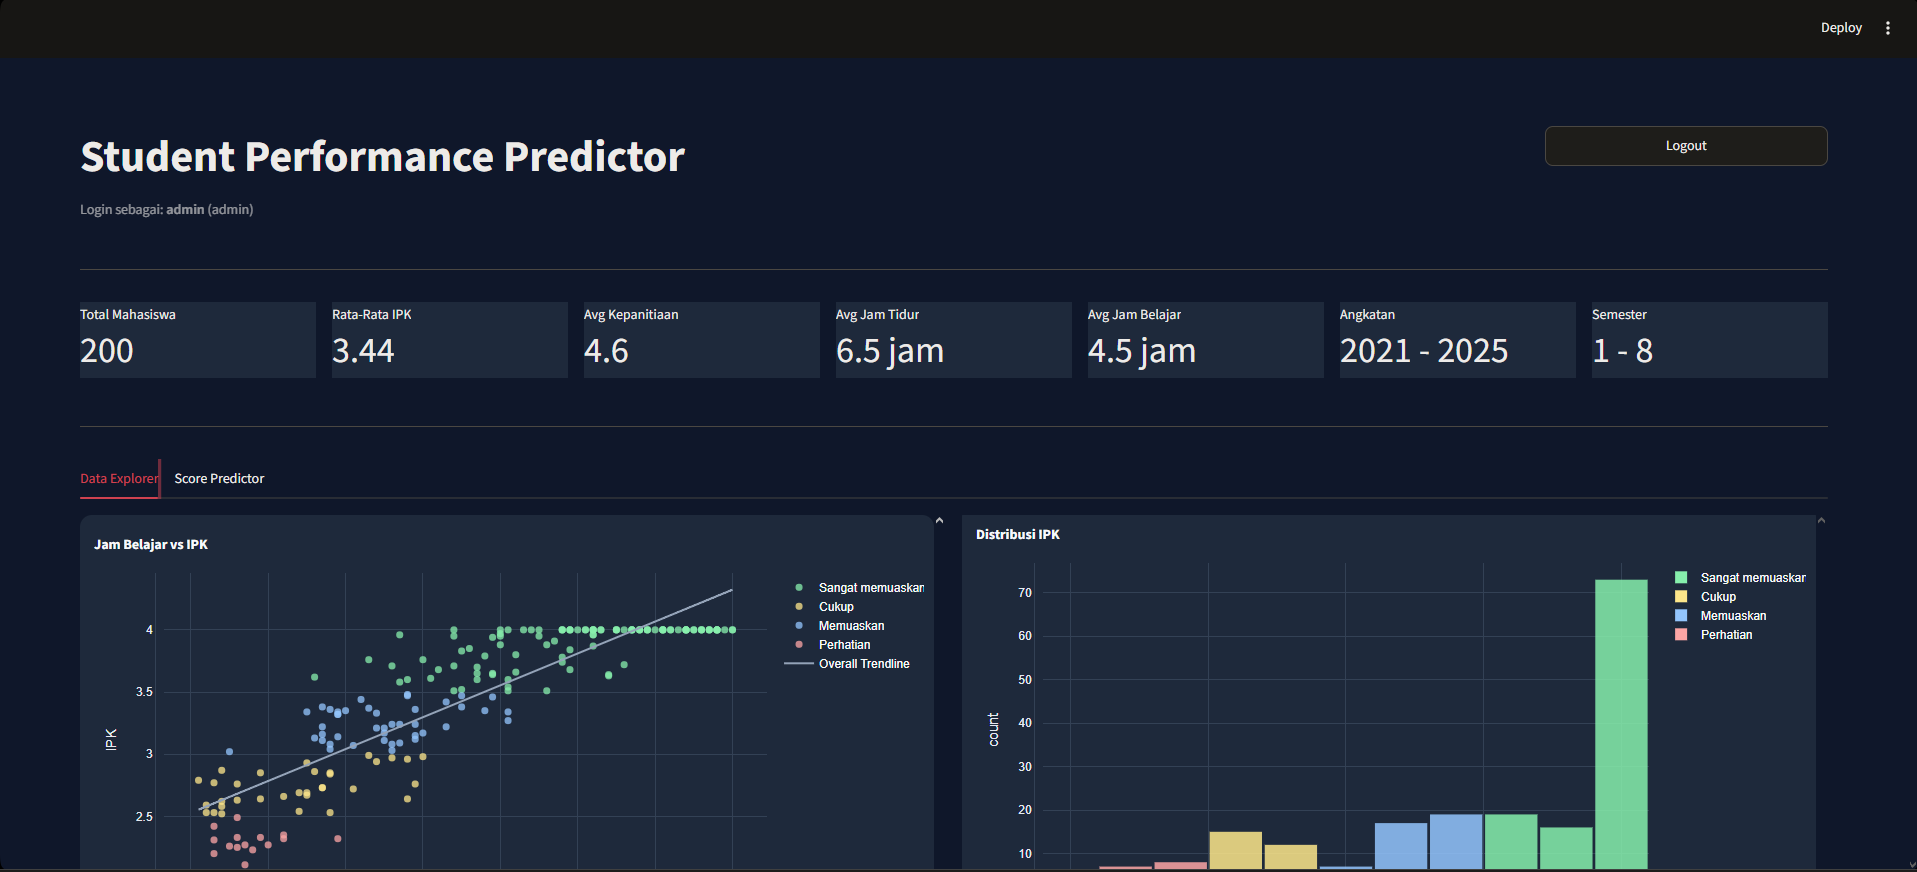 Deploy
Student Performance Predictor
Logout
Login sebagai: admin (admin)
Total Mahasiswa
200
Rata-Rata IPK
3.44
Avg Kepanitiaan
4.6
Avg Jam Tidur
6.5 jam
Avg Jam Belajar
4.5 jam
Angkatan
2021 - 2025
Semester
1 - 8
Data Explorer
Score Predictor
Jam Belajar vs IPK
IPK
4
3.5
3
2.5
Sangat memuaskan
Cukup
Memuaskan
Perhatian
Overall Trendline
Distribusi IPK
count
70
60
50
40
30
20
10
Sangat memuaskar
Cukup
Memuaskan
Perhatian